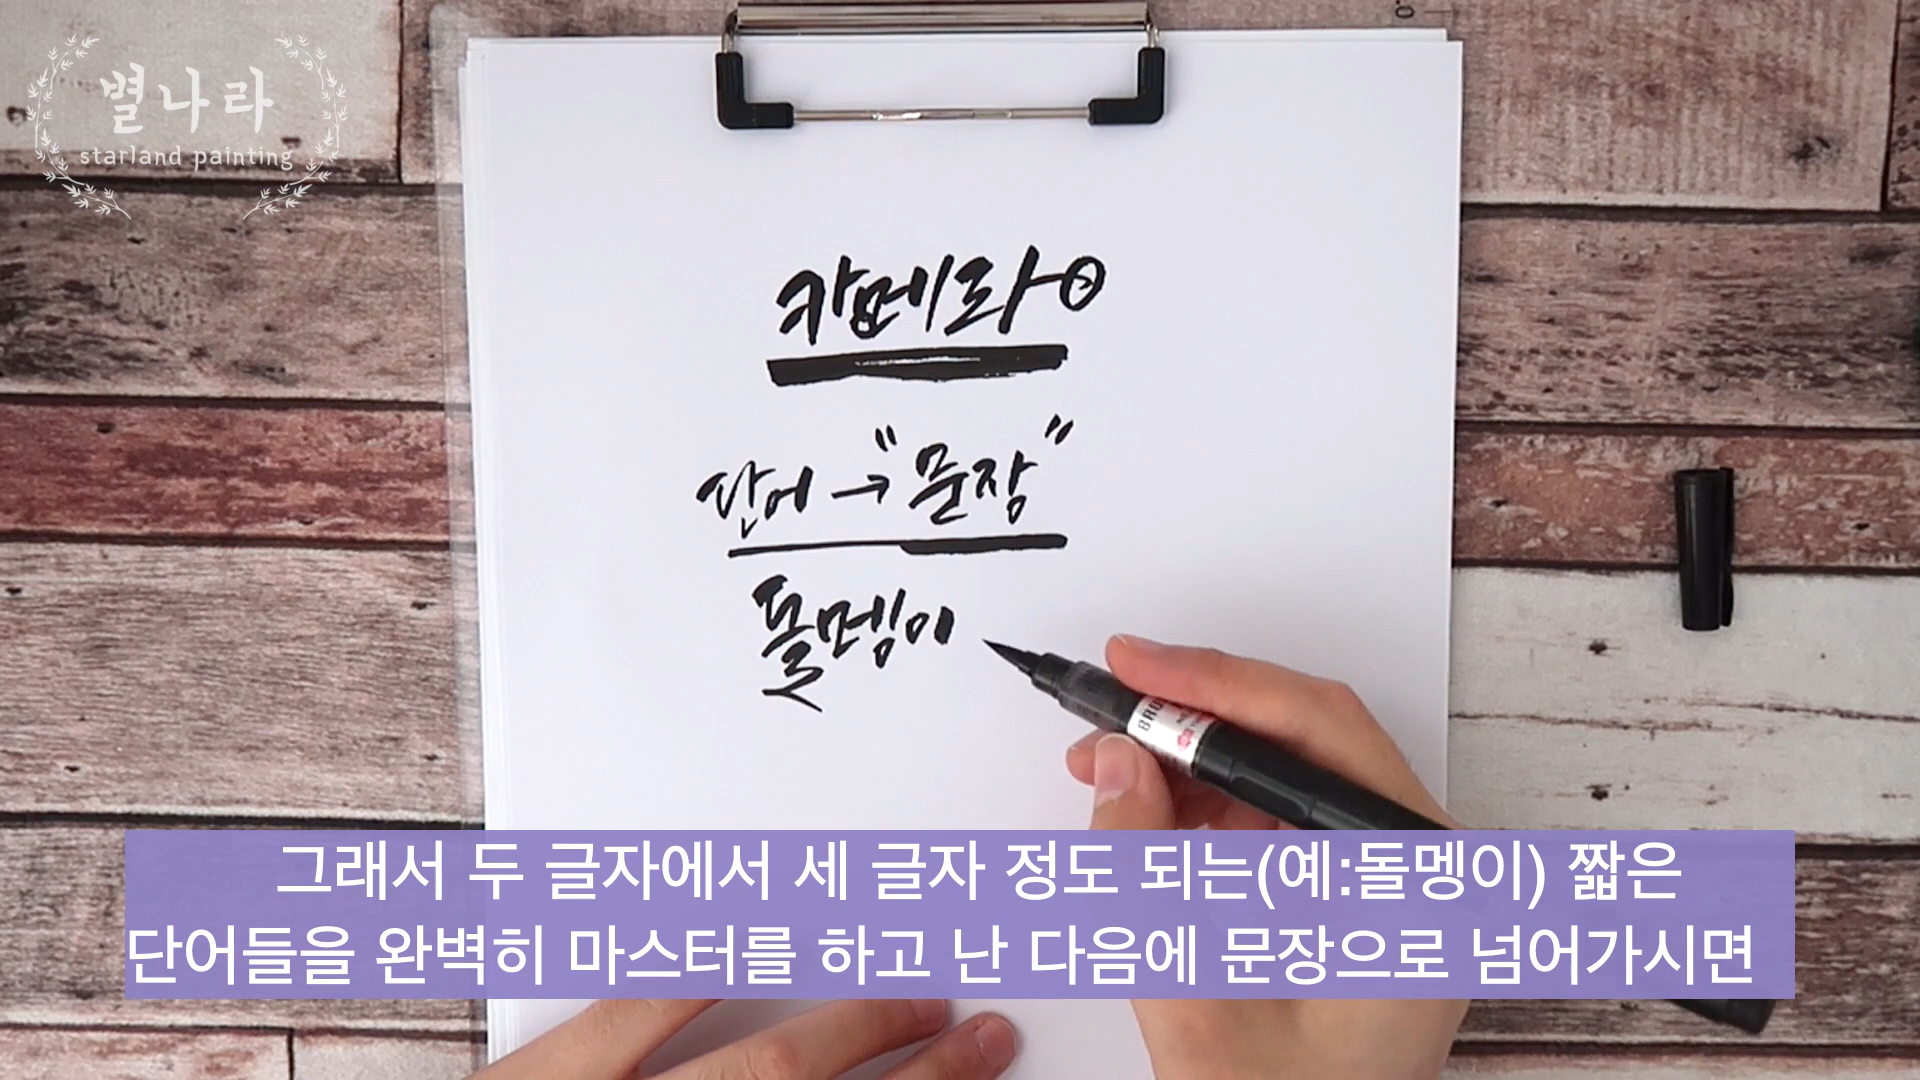 별나라
starland painting
카메라
단어 → "문장"
돌멩이
그래서 두 글자에서 세 글자 정도 되는(예:돌멩이) 짧은
단어들을 완벽히 마스터를 하고 난 다음에 문장으로 넘어가시면